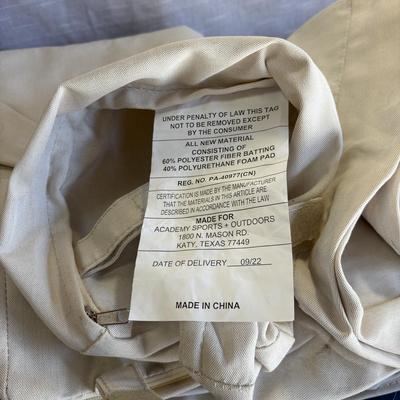 UNDER PENALTY OF LAW THIS TAG
NOT TO BE REMOVED EXCEPT
BY THE CONSUMER
ALL NEW MATERIAL
CONSISTING OF
60% POLYESTER FIBER BATTING
40% POLYURETHANE FOAM PAD
REG. NO. PA-40977(CN)
CERTIFICATION IS MADE BY THE MANUFACTURER
THAT THE MATERIALS IN THIS ARTICLE ARE
DESCRIBED IN ACCORDANCE WITH THE LAW
MADE FOR
ACADEMY SPORTS + OUTDOORS
1800 N. MASON RD.
KATY, TEXAS 77449
DATE OF DELIVERY 09/22
MADE IN CHINA